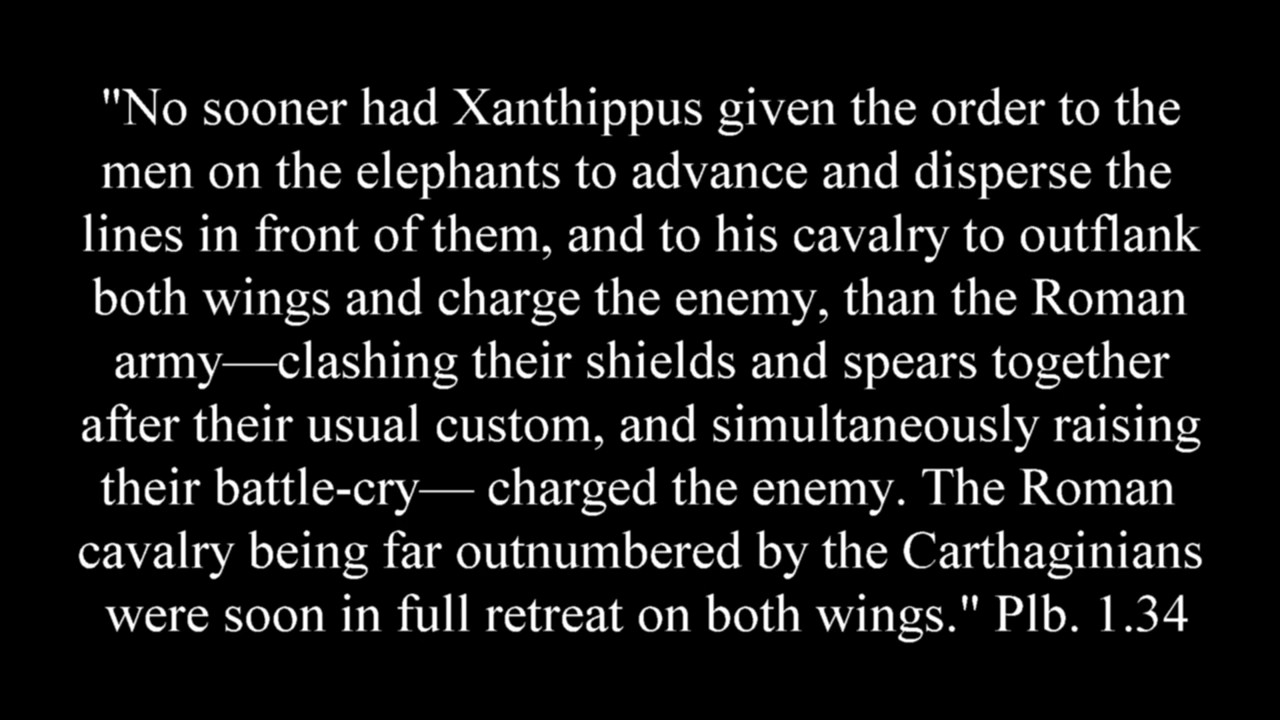 "No sooner had Xanthippus given the order to the
men on the elephants to advance and disperse the
lines in front of them, and to his cavalry to outflank
both wings and charge the enemy, than the Roman
army—clashing their shields and spears together
after their usual custom, and simultaneously raising
their battle-cry— charged the enemy. The Roman
cavalry being far outnumbered by the Carthaginians
were soon in full retreat on both wings." Plb. 1.34